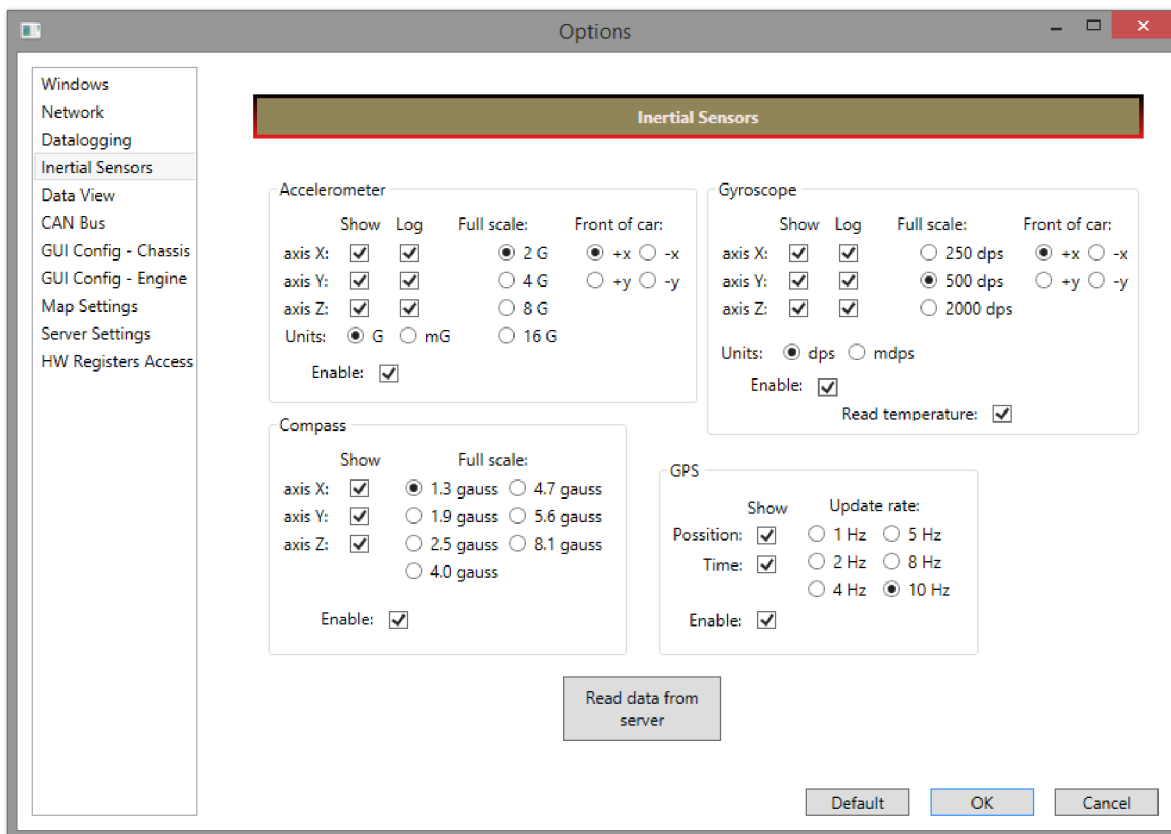 Options
Windows
Network
Datalogging
Inertial Sensors
Data View
CAN Bus
GUI Config - Chassis
GUI Config - Engine
Map Settings
Server Settings
HW Registers Access
Inertial Sensors
Accelerometer
Show Log Full scale: Front of car:
axis X: 2 G +x -x
axis Y: 4 G +y -y
axis Z: 8 G
Units: G mG 16 G
Enable:
Gyroscope
Show Log Full scale: Front of car:
axis X: 250 dps +x -x
axis Y: 500 dps +y -y
axis Z: 2000 dps
Units: dps mdps
Enable:
Read temperature:
Compass
Show Full scale:
axis X: 1.3 gauss 4.7 gauss
axis Y: 1.9 gauss 5.6 gauss
axis Z: 2.5 gauss 8.1 gauss
4.0 gauss
Enable:
GPS
Show Update rate:
Possition: 1 Hz 5 Hz
Time: 2 Hz 8 Hz
4 Hz 10 Hz
Enable:
Read data from
server
Default OK Cancel